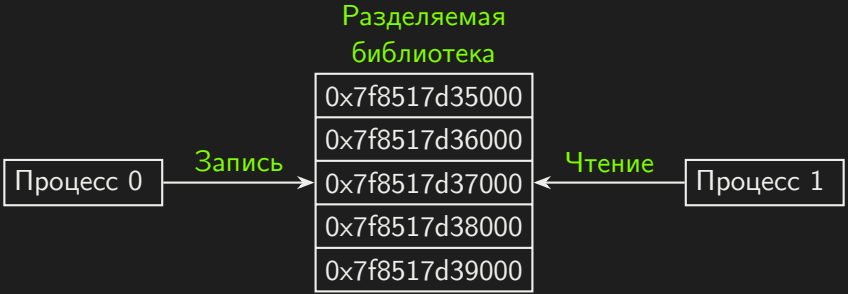 Разделяемая
библиотека
0x7f8517d35000
0x7f8517d36000
Процесс 0
Запись
0x7f8517d37000
Чтение
Процесс 1
0x7f8517d38000
0x7f8517d39000